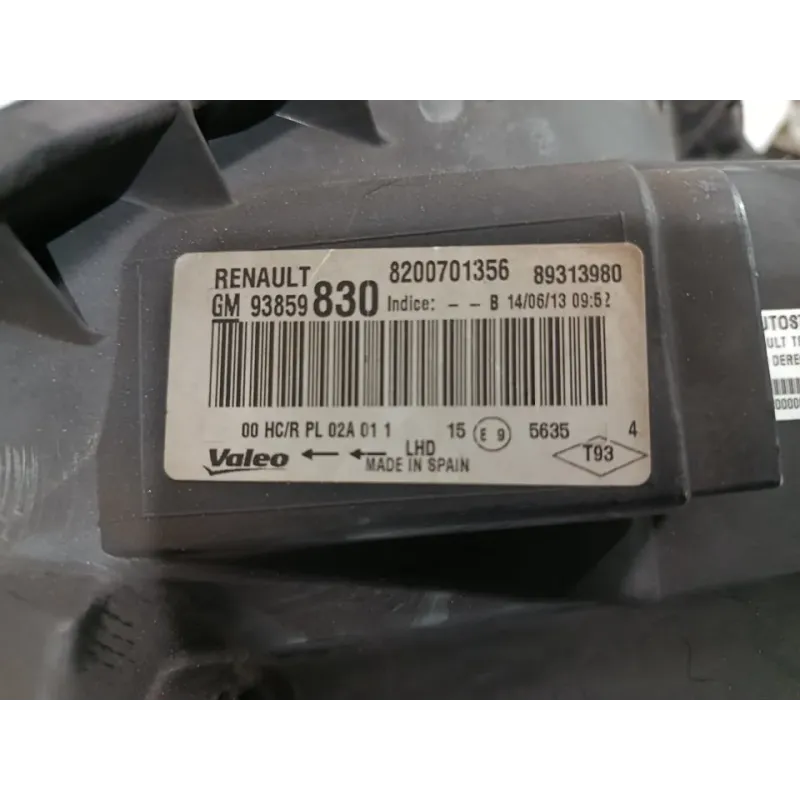 RENAULT 8200701356 89313980
GM 93859 830 Indice: - - B 14/06/13 09:52
00 HC/R PL 02A 01 1 15 E 9 5635 4
Valeo LHD T93
MADE IN SPAIN